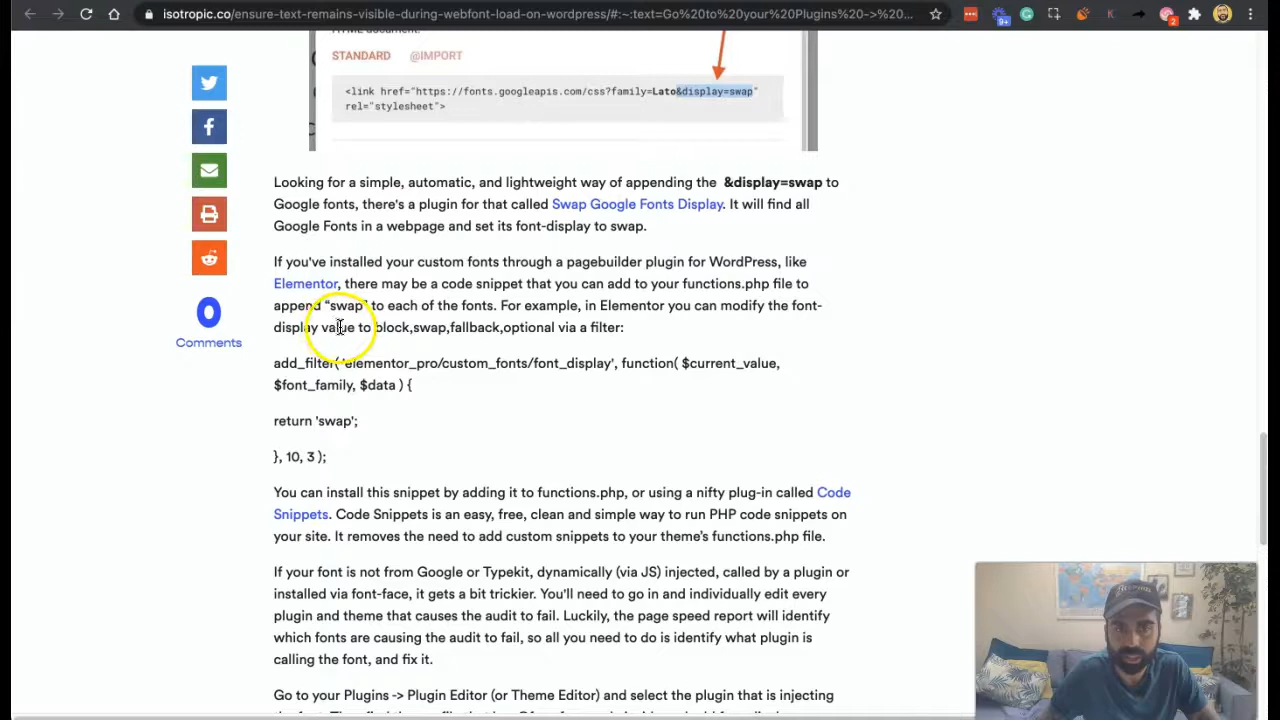 isotropic.co/ensure-text-remains-visible-during-webfont-load-on-wordpress/#:~:text=Go%20to%20your%20Plugins%20->%20...
9+
K
2
HTML document.
STANDARD @IMPORT
<link href="https://fonts.googleapis.com/css?family=Lato&display=swap"
rel="stylesheet">
Looking for a simple, automatic, and lightweight way of appending the &display=swap to
Google fonts, there's a plugin for that called Swap Google Fonts Display. It will find all
Google Fonts in a webpage and set its font-display to swap.
If you've installed your custom fonts through a pagebuilder plugin for WordPress, like
Elementor, there may be a code snippet that you can add to your functions.php file to
append “swap” to each of the fonts. For example, in Elementor you can modify the font-
display value to block,swap,fallback,optional via a filter:
0
Comments
add_filter( 'elementor_pro/custom_fonts/font_display', function( $current_value,
$font_family, $data ) {
return 'swap';
}, 10, 3 );
You can install this snippet by adding it to functions.php, or using a nifty plug-in called Code
Snippets. Code Snippets is an easy, free, clean and simple way to run PHP code snippets on
your site. It removes the need to add custom snippets to your theme’s functions.php file.
If your font is not from Google or Typekit, dynamically (via JS) injected, called by a plugin or
installed via font-face, it gets a bit trickier. You'll need to go in and individually edit every
plugin and theme that causes the audit to fail. Luckily, the page speed report will identify
which fonts are causing the audit to fail, so all you need to do is identify what plugin is
calling the font, and fix it.
Go to your Plugins -> Plugin Editor (or Theme Editor) and select the plugin that is injecting